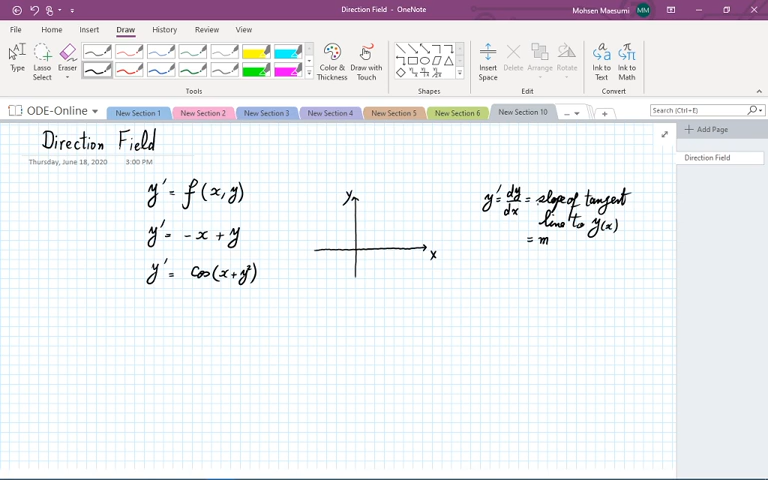 Direction Field - OneNote
Mohsen Maesumi MM
File Home Insert Draw History Review View
Type
Lasso Select
Eraser
Color & Thickness
Draw with Touch
Insert Space
Delete
Arrange
Rotate
Ink to Text
Ink to Math
Tools Shapes Edit Convert
ODE-Online New Section 1 New Section 2 New Section 3 New Section 4 New Section 5 New Section 6 New Section 10
Search (Ctrl+E)
Add Page
Direction Field
Direction Field
Thursday, June 18, 2020 3:00 PM
y' = f(x, y)
y' = -x + y
y' = cos(x+y²)
y
x
y' = dy/dx = slope of tangent
line to y(x)
= m